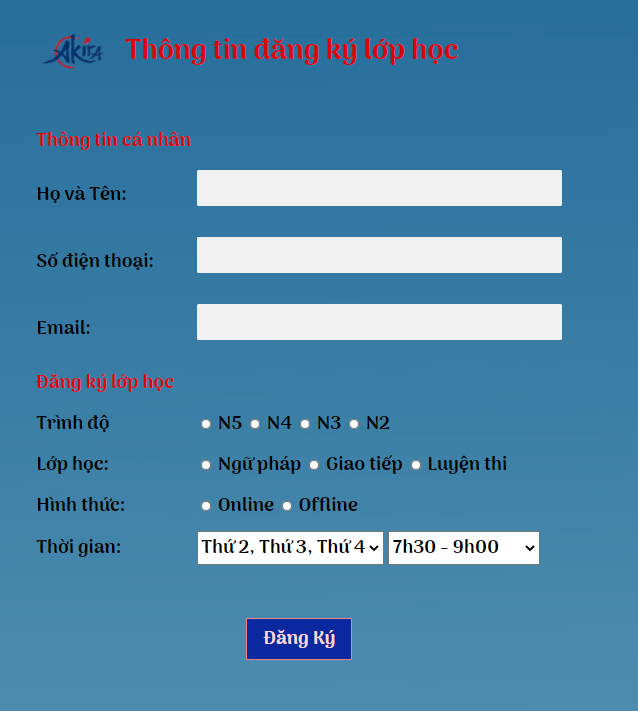 Akira Thông tin đăng ký lớp học
Thông tin cá nhân
Họ và Tên:
Số điện thoại:
Email:
Đăng ký lớp học
Trình độ N5 N4 N3 N2
Lớp học: Ngữ pháp Giao tiếp Luyện thi
Hình thức: Online Offline
Thời gian: Thứ 2, Thứ 3, Thứ 4 7h30 - 9h00
Đăng Ký